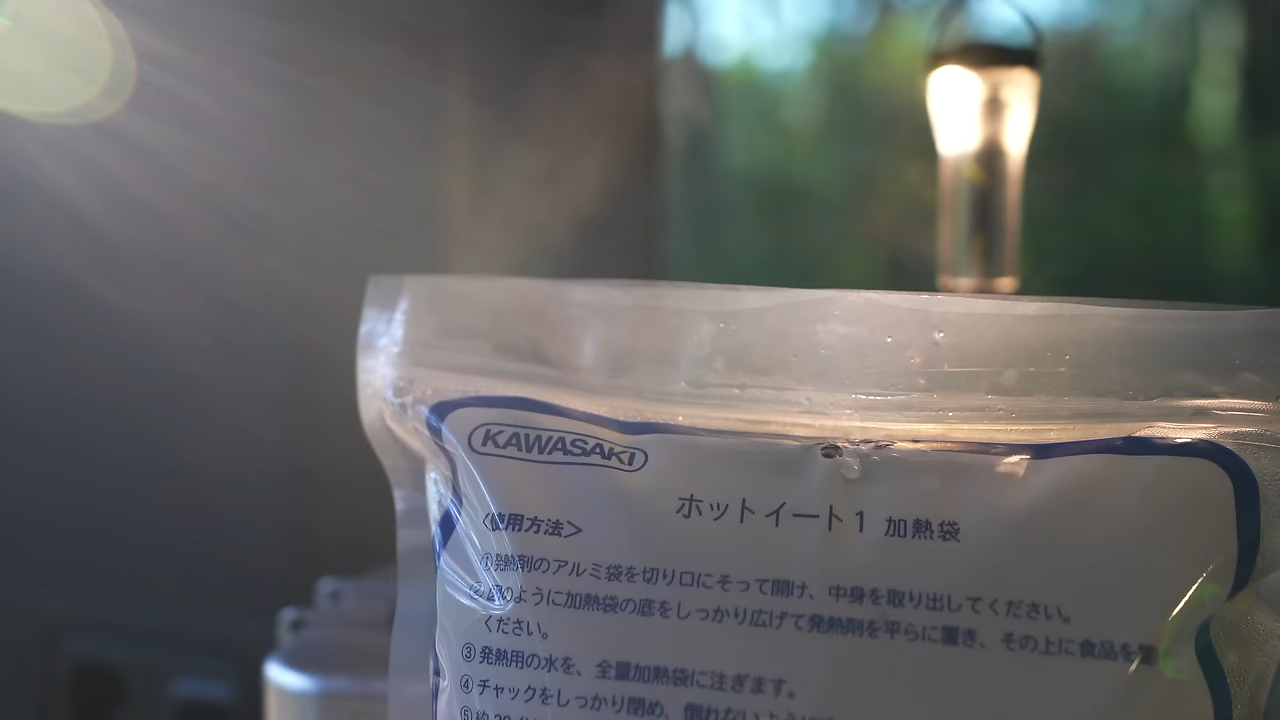 KAWASAKI
ホットイート1 加熱袋
<使用方法>
①発熱剤のアルミ袋を切り口にそって開け、中身を取り出してください。
②図のように加熱袋の底をしっかり広げて発熱剤を平らに置き、その上に食品を置
ください。
③発熱用の水を、全量加熱袋に注ぎます。
④チャックをしっかり閉め、倒れないように
⑤約20